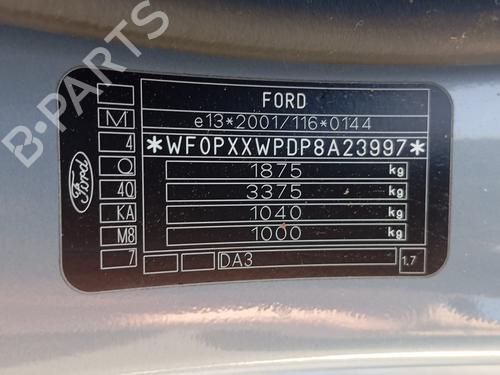 FORD
M
e13*2001/116*0144
4
*WF0PXXWPDP8A23997*
Q
1875 kg
4Q
3375 kg
KA
1040 kg
M8
1000 kg
7
DA3
1.7
Ford
B-PARTS